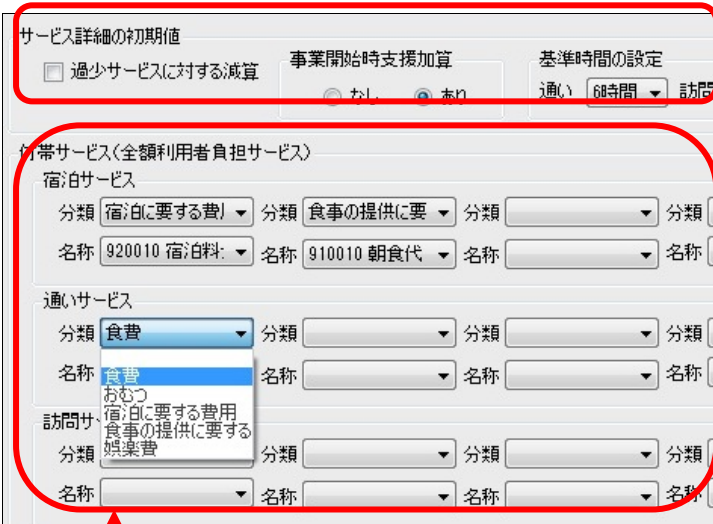 サービス詳細の初期値
過少サービスに対する減算
事業開始時支援加算
なし あり
基準時間の設定
通い 6時間 訪問
付帯サービス(全額利用者負担サービス)
宿泊サービス
分類 宿泊に要する費用 分類 食事の提供に要 分類 分類
名称 920010 宿泊料: 名称 910010 朝食代 名称 名称
通いサービス
分類 食費 分類 分類 分類
名称 名称 名称 名称
食費
おむつ
宿泊に要する費用
食事の提供に要する
娯楽費
訪問サ
分類 分類 分類 分類
名称 名称 名称 名称